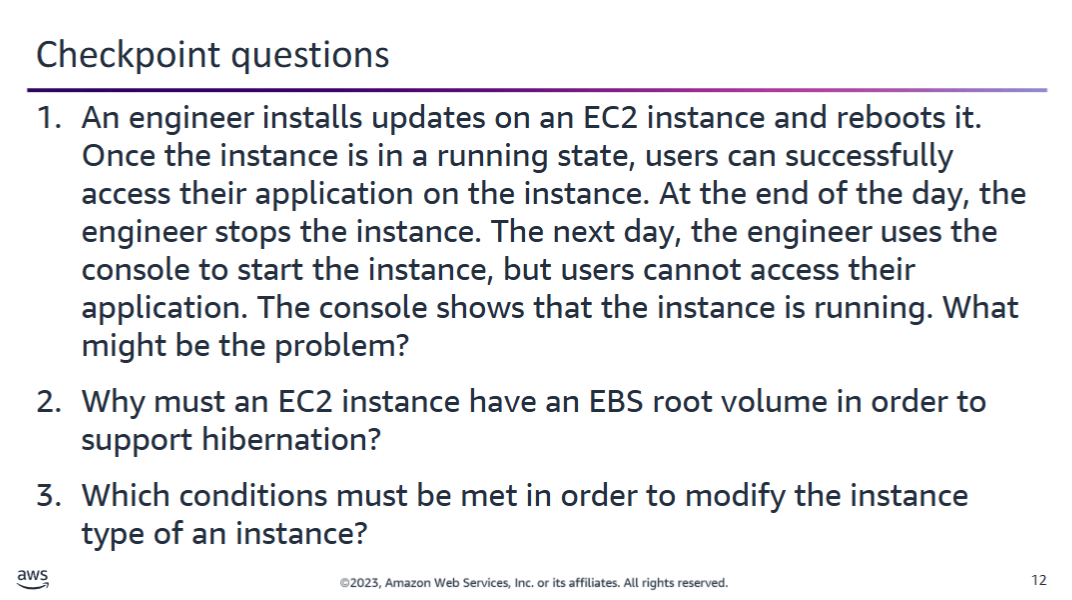 Checkpoint questions
1. An engineer installs updates on an EC2 instance and reboots it.
Once the instance is in a running state, users can successfully
access their application on the instance. At the end of the day, the
engineer stops the instance. The next day, the engineer uses the
console to start the instance, but users cannot access their
application. The console shows that the instance is running. What
might be the problem?
2. Why must an EC2 instance have an EBS root volume in order to
support hibernation?
3. Which conditions must be met in order to modify the instance
type of an instance?
aws
©2023, Amazon Web Services, Inc. or its affiliates. All rights reserved.
12